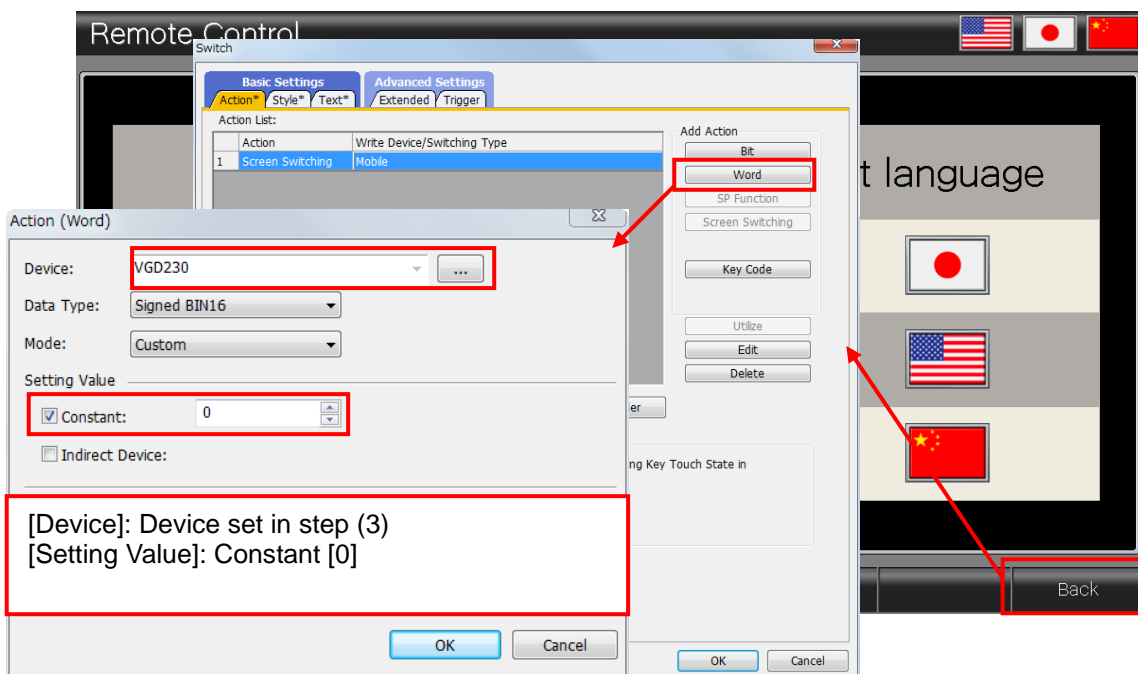 Remote Control
Switch
Basic Settings
Advanced Settings
Action*
Style*
Text*
Extended
Trigger
Action List:
Action
Write Device/Switching Type
1
Screen Switching
Mobile
Add Action
Bit
Word
SP Function
Screen Switching
Key Code
Utilize
Edit
Delete
t language
Action (Word)
Device:
VGD230
...
Data Type:
Signed BIN16
Mode:
Custom
Setting Value
Constant:
0
Indirect Device:
er
ng Key Touch State in
[Device]: Device set in step (3)
[Setting Value]: Constant [0]
Back
OK
Cancel
OK
Cancel